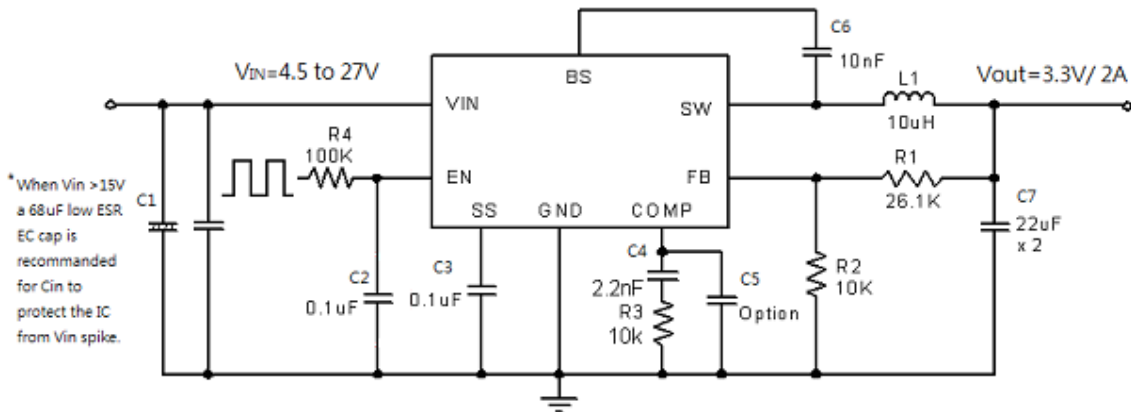 VIN=4.5 to 27V
C6
10nF
Vout=3.3V/ 2A
BS
VIN
SW
L1
10uH
R4
100K
EN
FB
R1
26.1K
* When Vin >15V
a 68uF low ESR
EC cap is
recommanded
for Cin to
protect the IC
from Vin spike.
C1
SS
GND
COMP
C7
22uF
x 2
C2
0.1uF
C3
0.1uF
C4
2.2nF
R3
10k
C5
Option
R2
10K